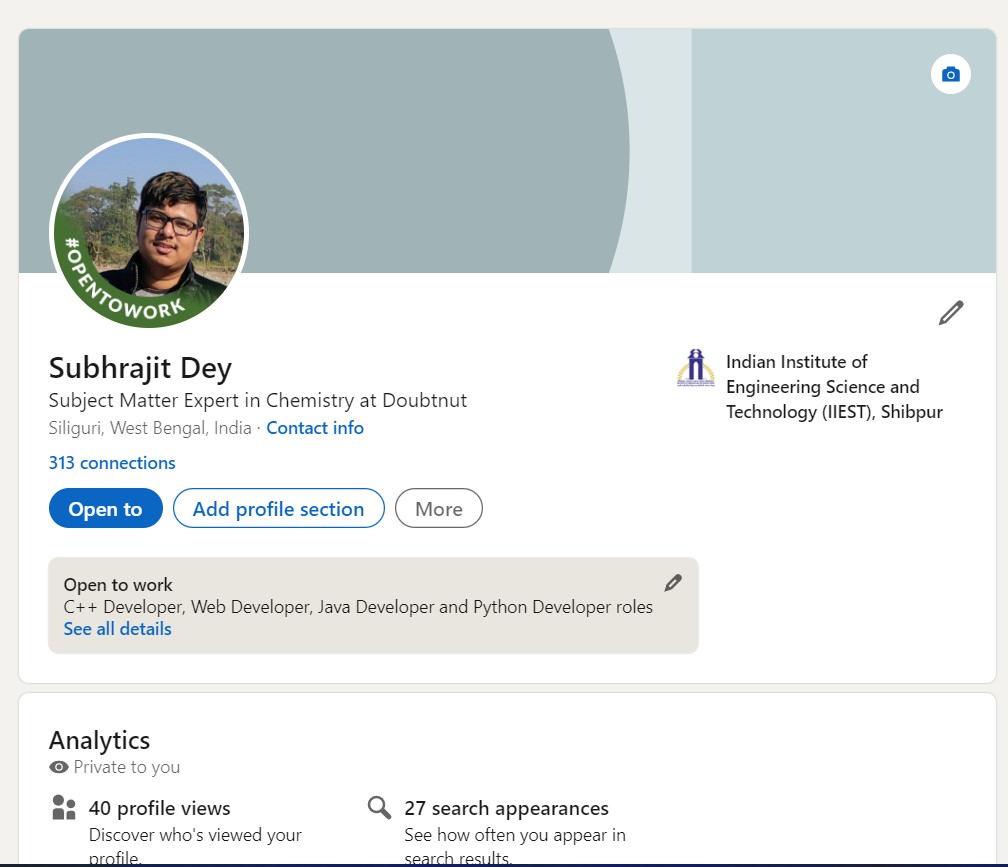 #OPENTOWORK
Subhrajit Dey
Subject Matter Expert in Chemistry at Doubtnut
Siliguri, West Bengal, India · Contact info
313 connections
Indian Institute of
Engineering Science and
Technology (IIEST), Shibpur
Open to
Add profile section
More
Open to work
C++ Developer, Web Developer, Java Developer and Python Developer roles
See all details
Analytics
Private to you
40 profile views
Discover who's viewed your
profile.
27 search appearances
See how often you appear in
search results.